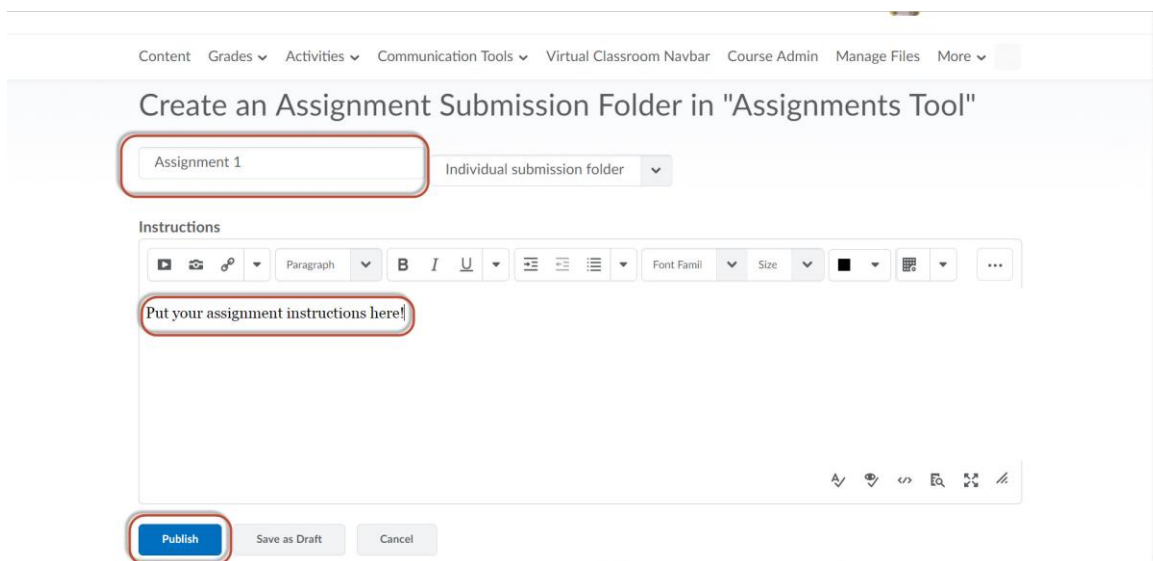 Content Grades Activities Communication Tools Virtual Classroom Navbar Course Admin Manage Files More
Create an Assignment Submission Folder in "Assignments Tool"
Assignment 1
Individual submission folder
Instructions
Paragraph B I U Font Famil Size ...
Put your assignment instructions here!
Publish Save as Draft Cancel